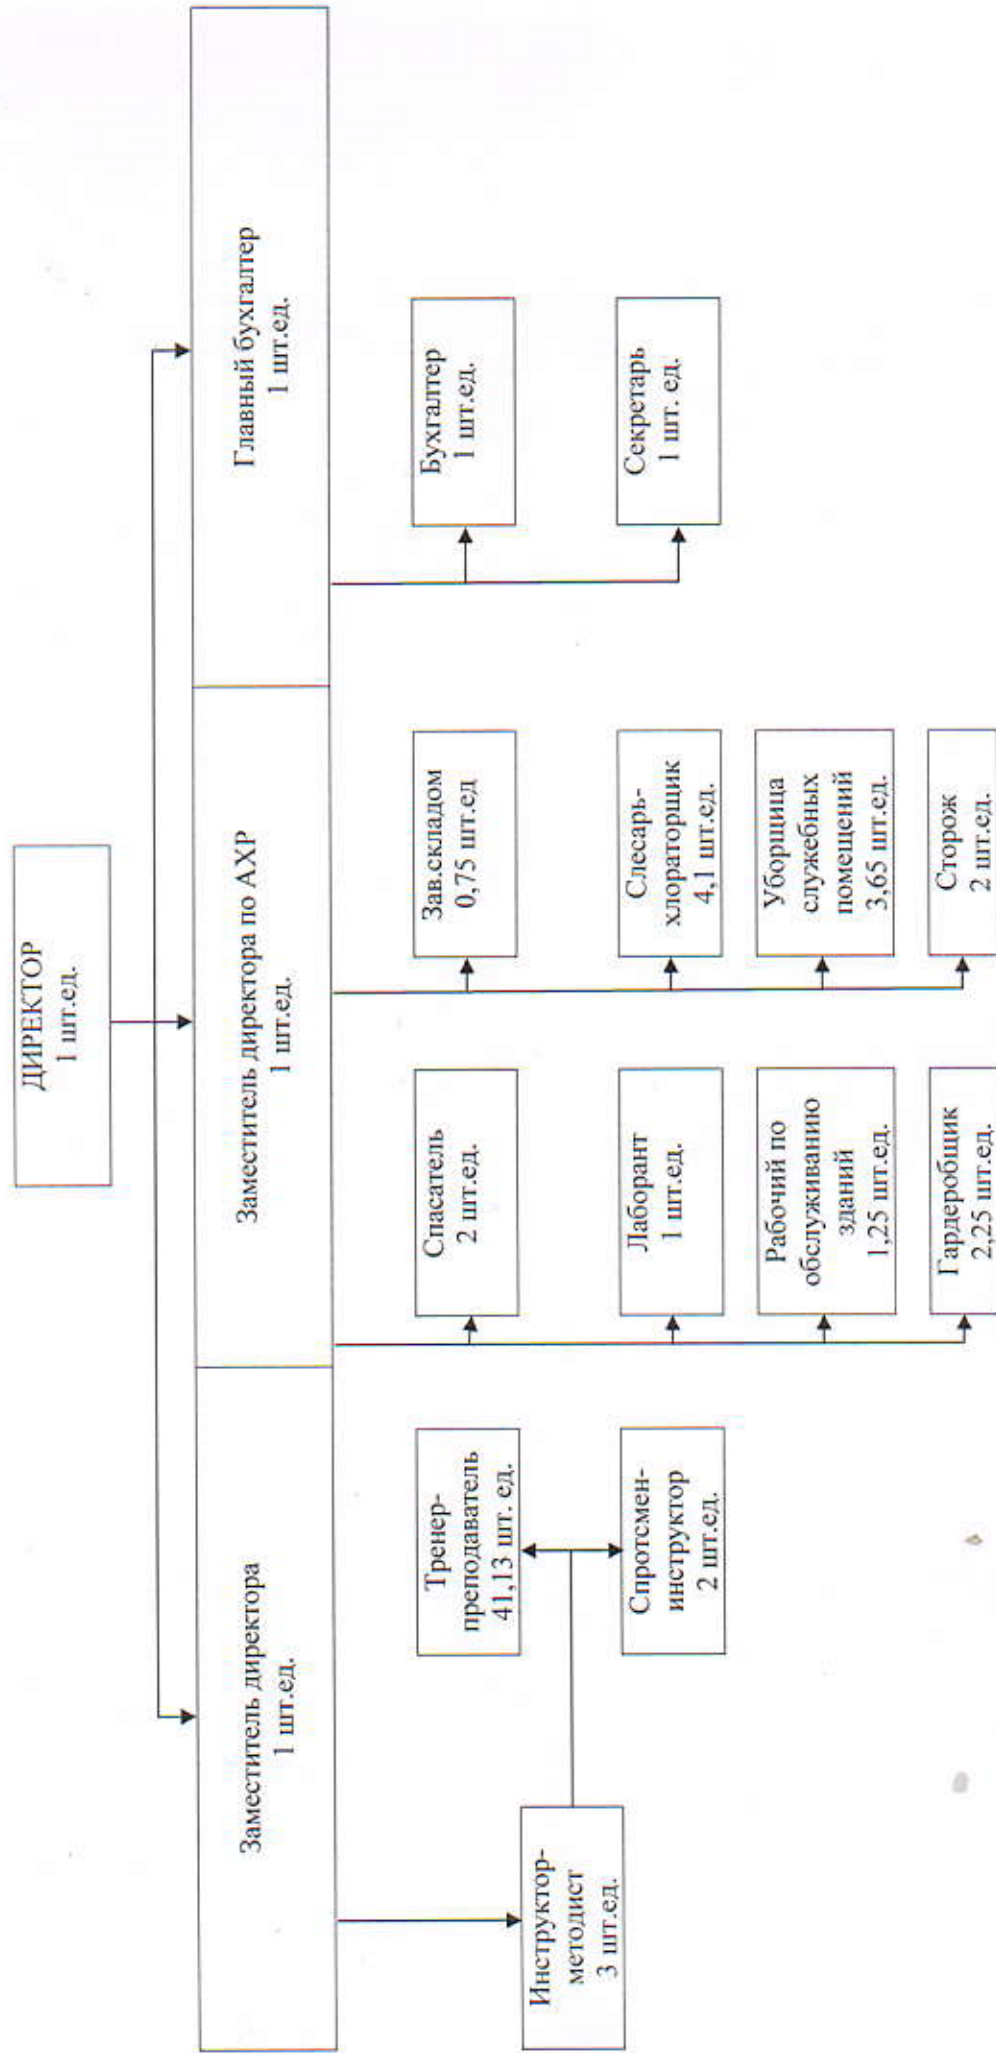 ДИРЕКТОР
1 шт.ед.
Заместитель директора
1 шт.ед.
Заместитель директора по АХР
1 шт.ед.
Главный бухгалтер
1 шт.ед.
Инструктор-
методист
3 шт.ед.
Тренер-
преподаватель
41,13 шт. ед.
Спротсмен-
инструктор
2 шт.ед.
Спасатель
2 шт.ед.
Лаборант
1 шт.ед.
Рабочий по
обслуживанию
зданий
1,25 шт.ед.
Гардеробщик
2,25 шт.ед.
Зав.складом
0,75 шт.ед
Слесарь-
хлораторщик
4,1 шт.ед.
Уборщица
служебных
помещений
3,65 шт.ед.
Сторож
2 шт.ед.
Бухгалтер
1 шт.ед.
Секретарь
1 шт. ед.